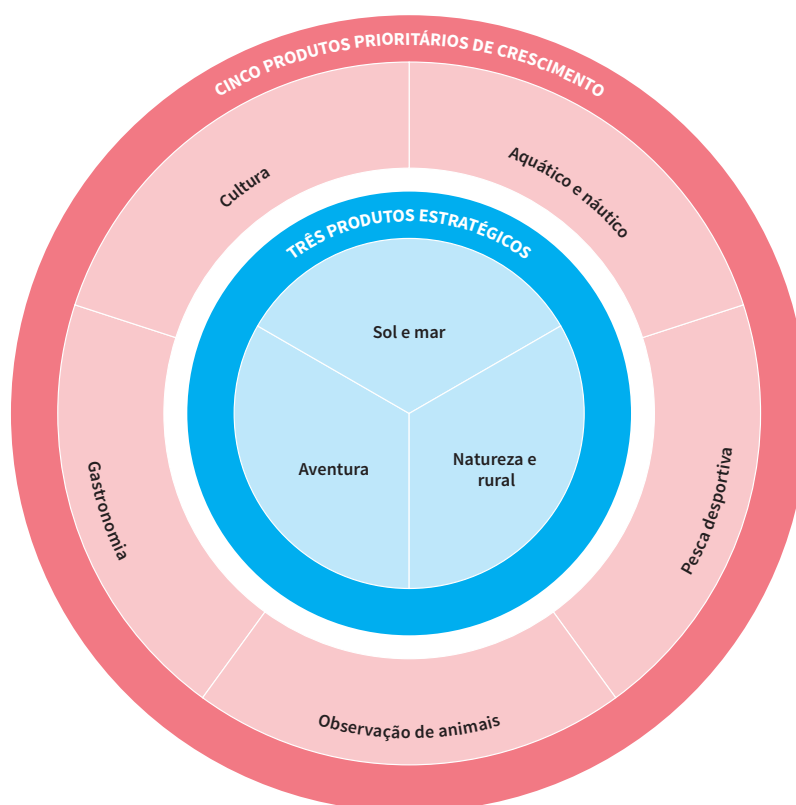 CINCO PRODUTOS PRIORITÁRIOS DE CRESCIMENTO
Cultura
Aquático e náutico
TRÊS PRODUTOS ESTRATÉGICOS
Sol e mar
Aventura
Natureza e
rural
Gastronomia
Pesca desportiva
Observação de animais